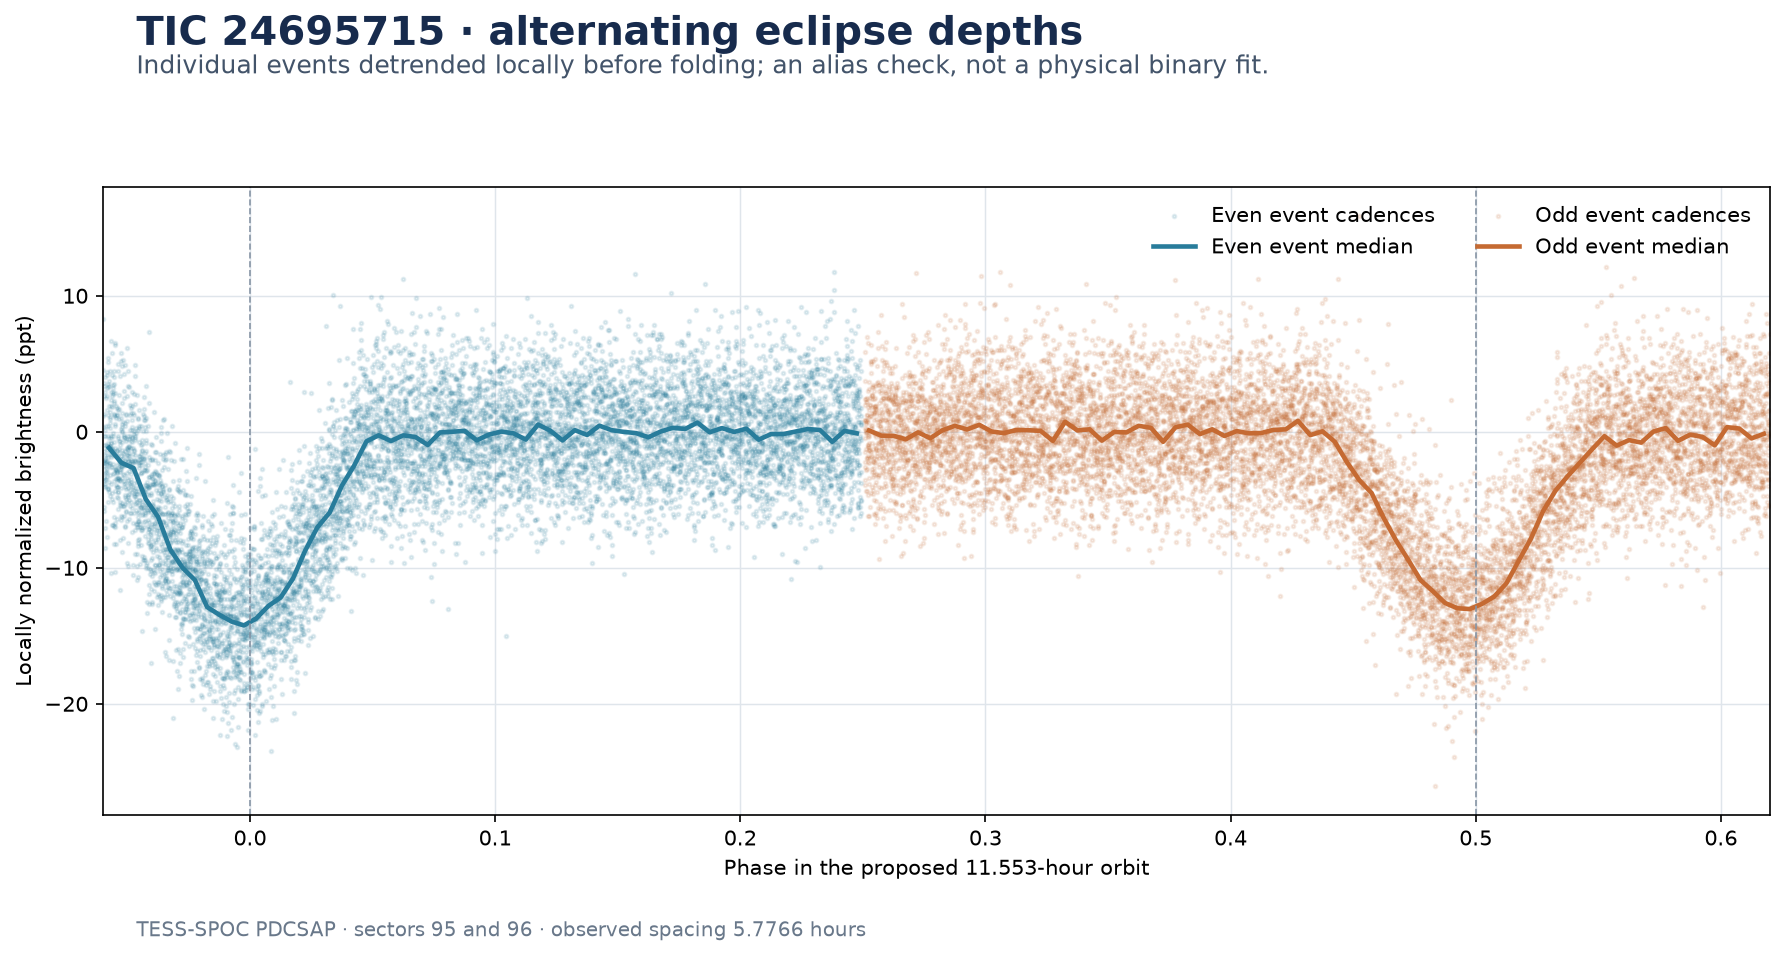 TIC 24695715 · alternating eclipse depths
Individual events detrended locally before folding; an alias check, not a physical binary fit.
Even event cadences
Odd event cadences
Even event median
Odd event median
Locally normalized brightness (ppt)
10
0
−10
−20
0.0
0.1
0.2
0.3
0.4
0.5
0.6
Phase in the proposed 11.553-hour orbit
TESS-SPOC PDCSAP · sectors 95 and 96 · observed spacing 5.7766 hours